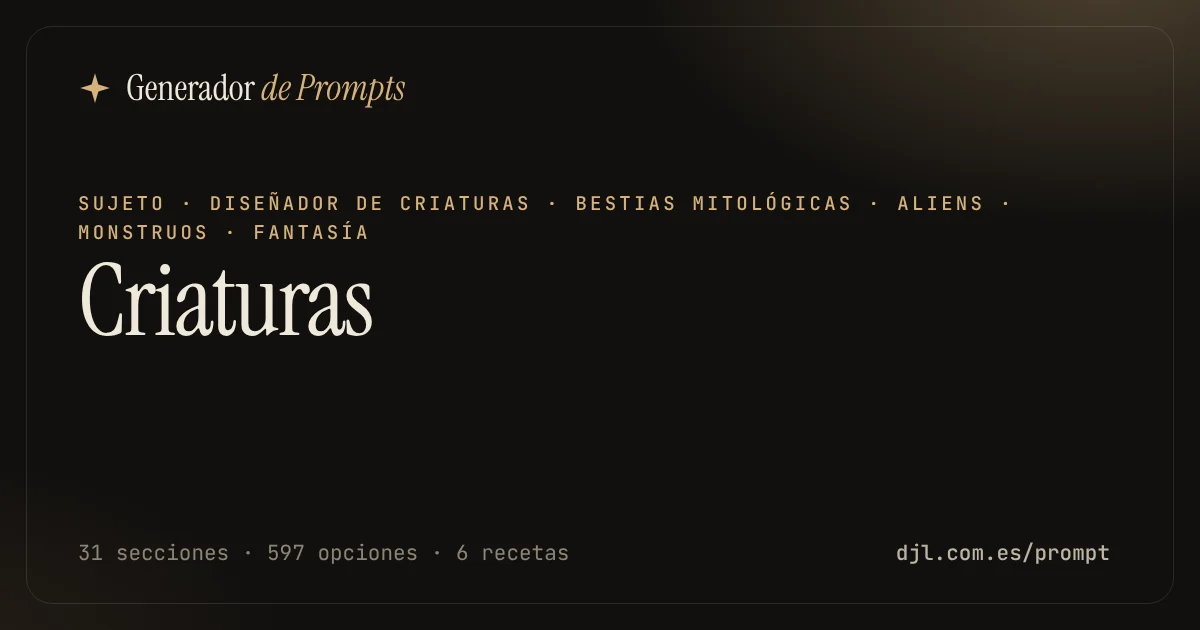 Generador de Prompts
SUJETO · DISEÑADOR DE CRIATURAS · BESTIAS MITOLÓGICAS · ALIENS ·
MONSTRUOS · FANTASÍA
Criaturas
31 secciones · 597 opciones · 6 recetas
djl.com.es/prompt